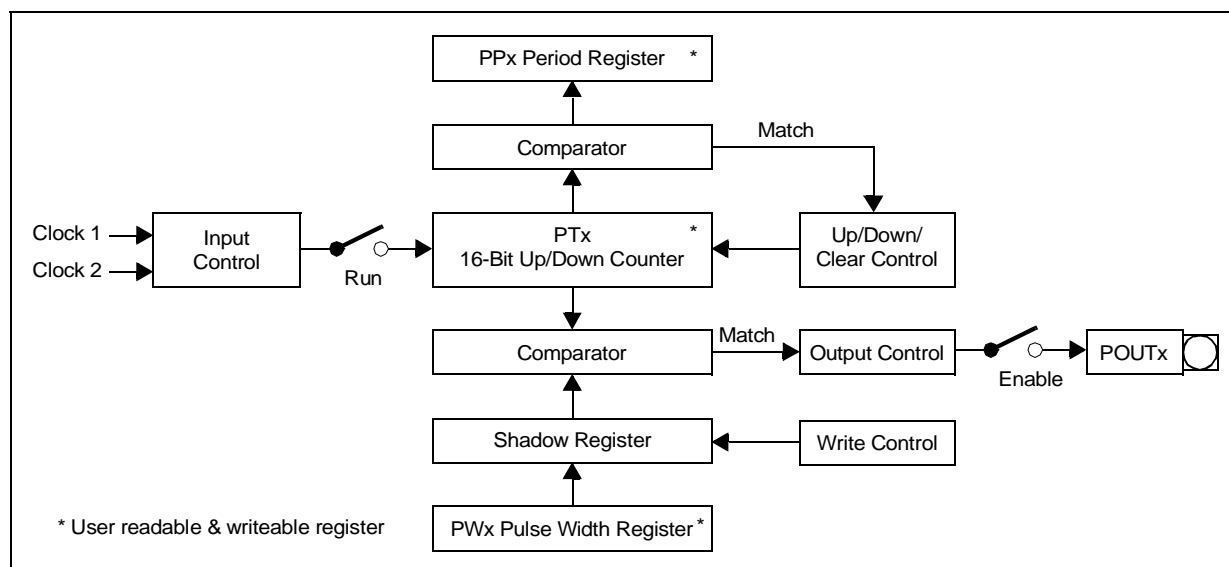 PPx Period Register *
Comparator
Match
Clock 1
Clock 2
Input
Control
Run
PTx *
16-Bit Up/Down Counter
Up/Down/
Clear Control
Comparator
Match
Output Control
Enable
POUTx
Shadow Register
Write Control
* User readable & writeable register
PWx Pulse Width Register *